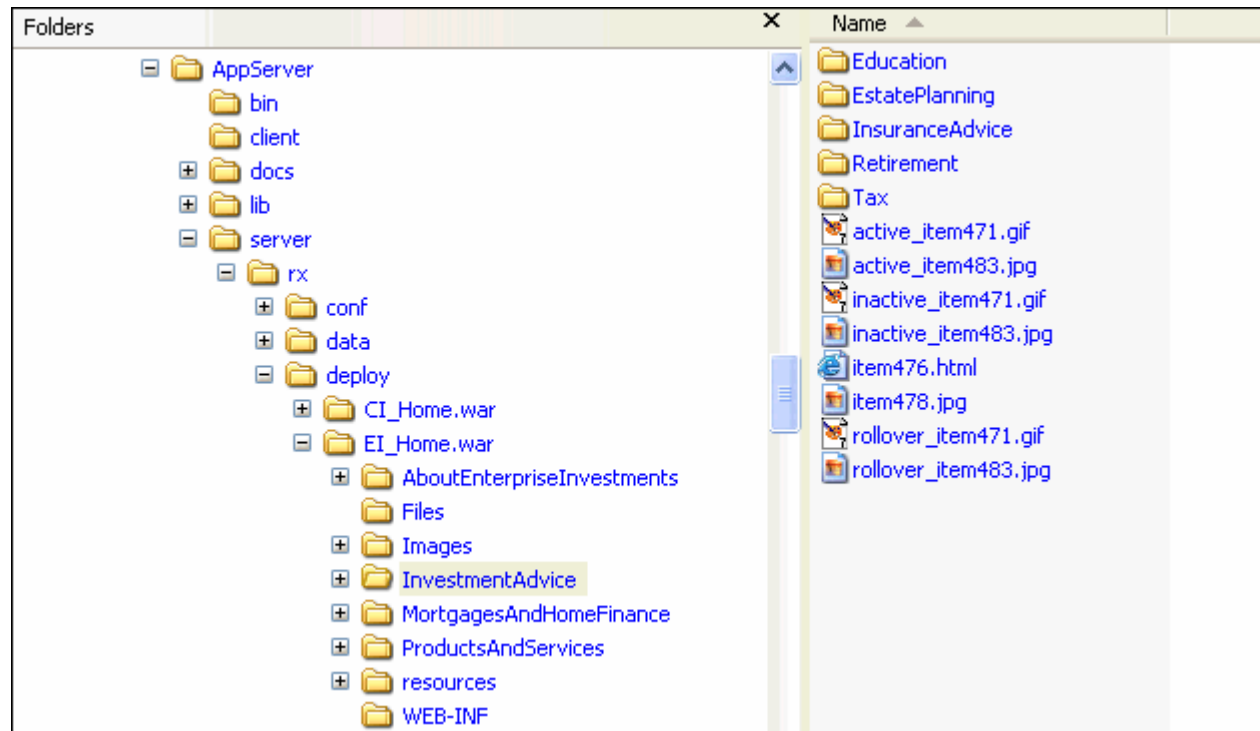 Folders
AppServer
bin
client
docs
lib
server
rx
conf
data
deploy
CI_Home.war
EI_Home.war
AboutEnterpriseInvestments
Files
Images
InvestmentAdvice
MortgagesAndHomeFinance
ProductsAndServices
resources
WEB-INF
Name
Education
EstatePlanning
InsuranceAdvice
Retirement
Tax
active_item471.gif
active_item483.jpg
inactive_item471.gif
inactive_item483.jpg
item476.html
item478.jpg
rollover_item471.gif
rollover_item483.jpg